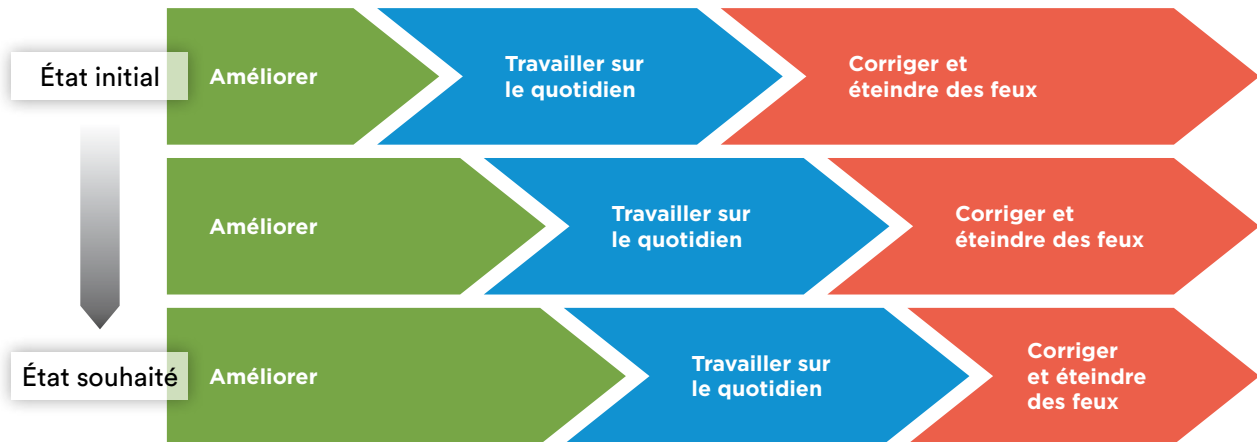 État initial
Améliorer
Travailler sur
le quotidien
Corriger et
éteindre des feux
Améliorer
Travailler sur
le quotidien
Corriger et
éteindre des feux
État souhaité
Améliorer
Travailler sur
le quotidien
Corriger
et éteindre
des feux